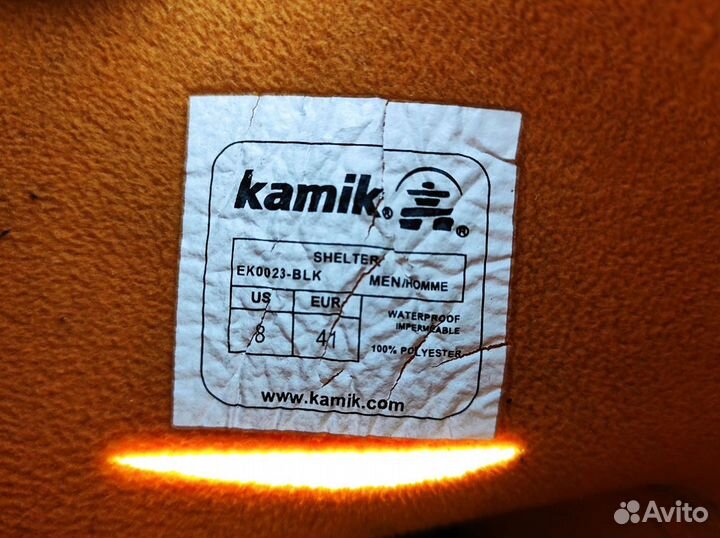 kamik® ®
SHELTER
EK0023-BLK MEN/HOMME
US EUR
8 41
WATERPROOF
IMPERMEABLE
100% POLYESTER
www.kamik.com
Avito